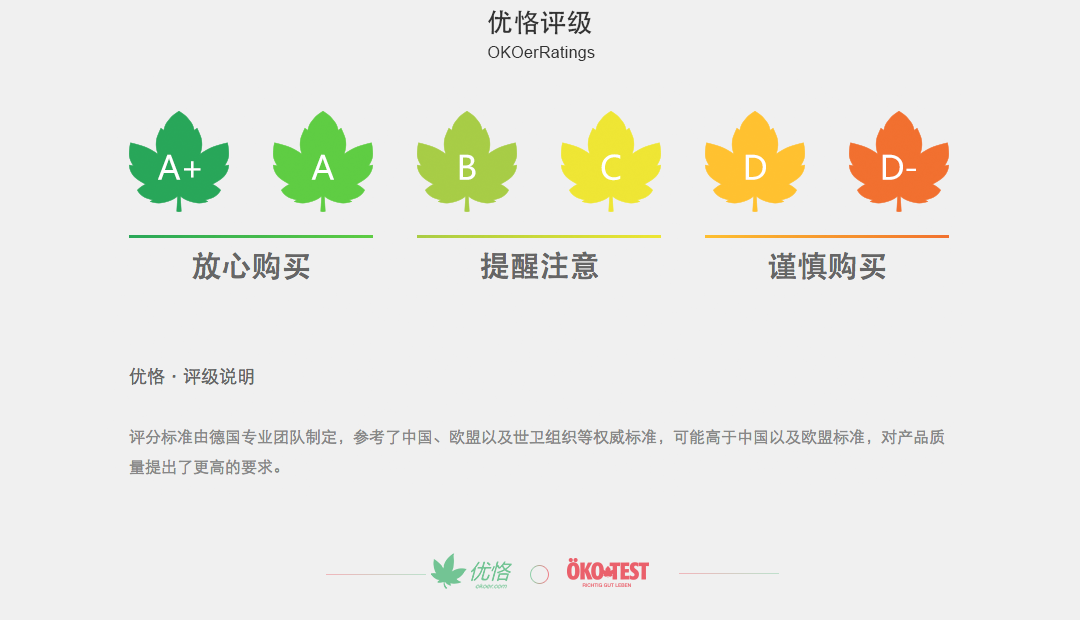 优恪评级
OKOerRatings
A+ A B C D D-
放心购买 提醒注意 谨慎购买
优恪·评级说明
评分标准由德国专业团队制定，参考了中国、欧盟以及世卫组织等权威标准，可能高于中国以及欧盟标准，对产品质
量提出了更高的要求。
优恪 ÖKO TEST
okoer.com RICHTIG GUT LEBEN